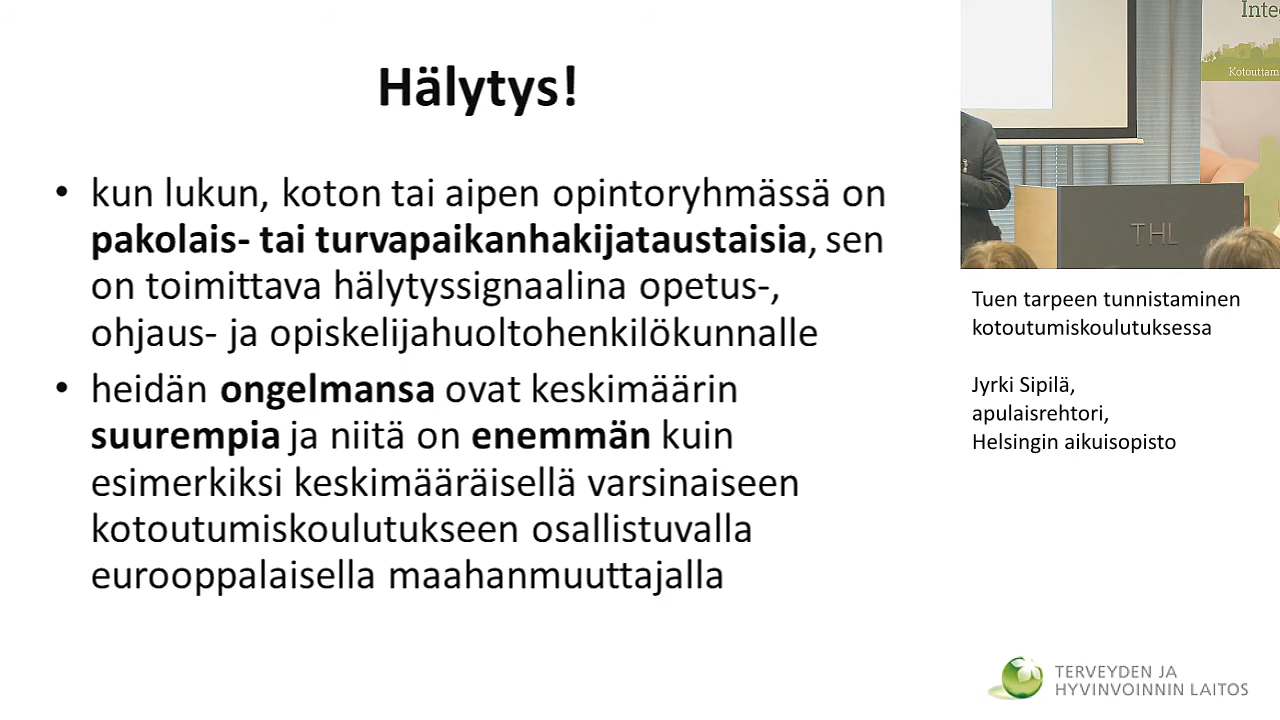 Hälytys!
• kun lukun, koton tai aipen opintoryhmässä on
pakolais- tai turvapaikanhakijataustaisia, sen
on toimittava hälytyssignaalina opetus-,
ohjaus- ja opiskelijahuoltohenkilökunnalle
• heidän ongelmansa ovat keskimäärin
suurempia ja niitä on enemmän kuin
esimerkiksi keskimääräisellä varsinaiseen
kotoutumiskoulutukseen osallistuvalla
eurooppalaisella maahanmuuttajalla
Inte
Kotouttam
THL
Tuen tarpeen tunnistaminen
kotoutumiskoulutuksessa
Jyrki Sipilä,
apulaisrehtori,
Helsingin aikuisopisto
TERVEYDEN JA
HYVINVOINNIN LAITOS